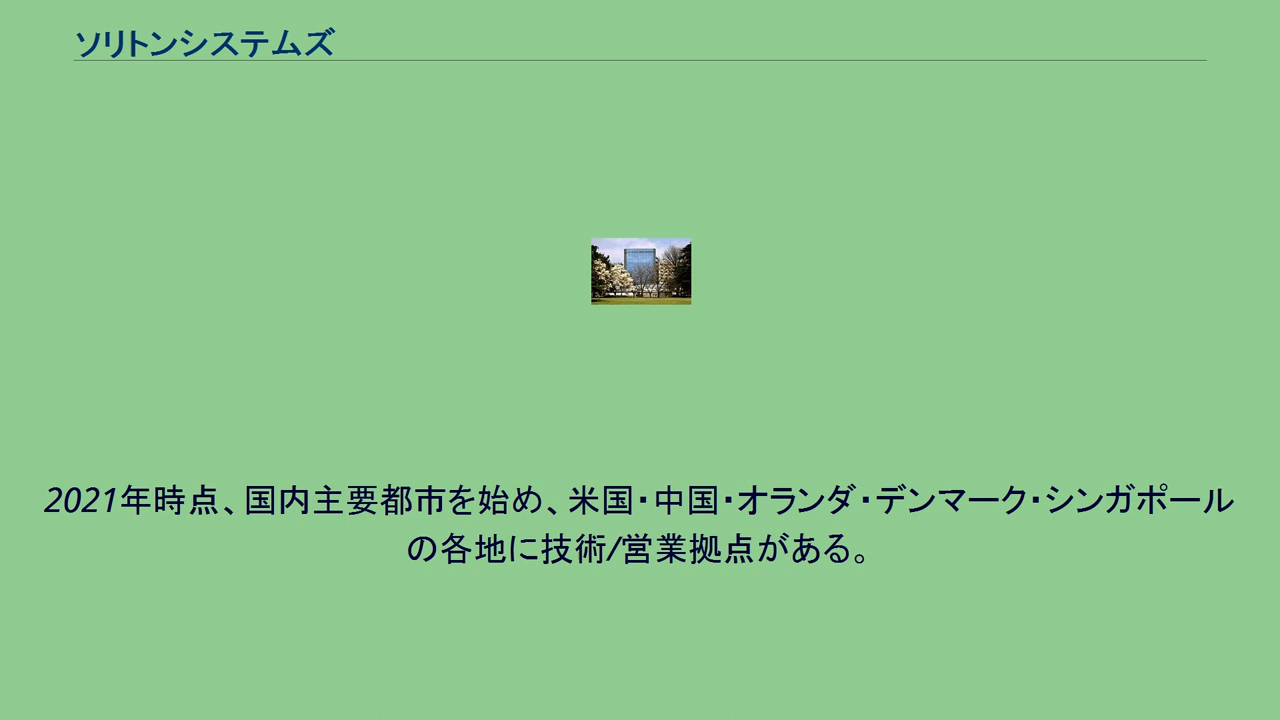 ソリトンシステムズ
2021年時点、国内主要都市を始め、米国・中国・オランダ・デンマーク・シンガポール
の各地に技術/営業拠点がある。